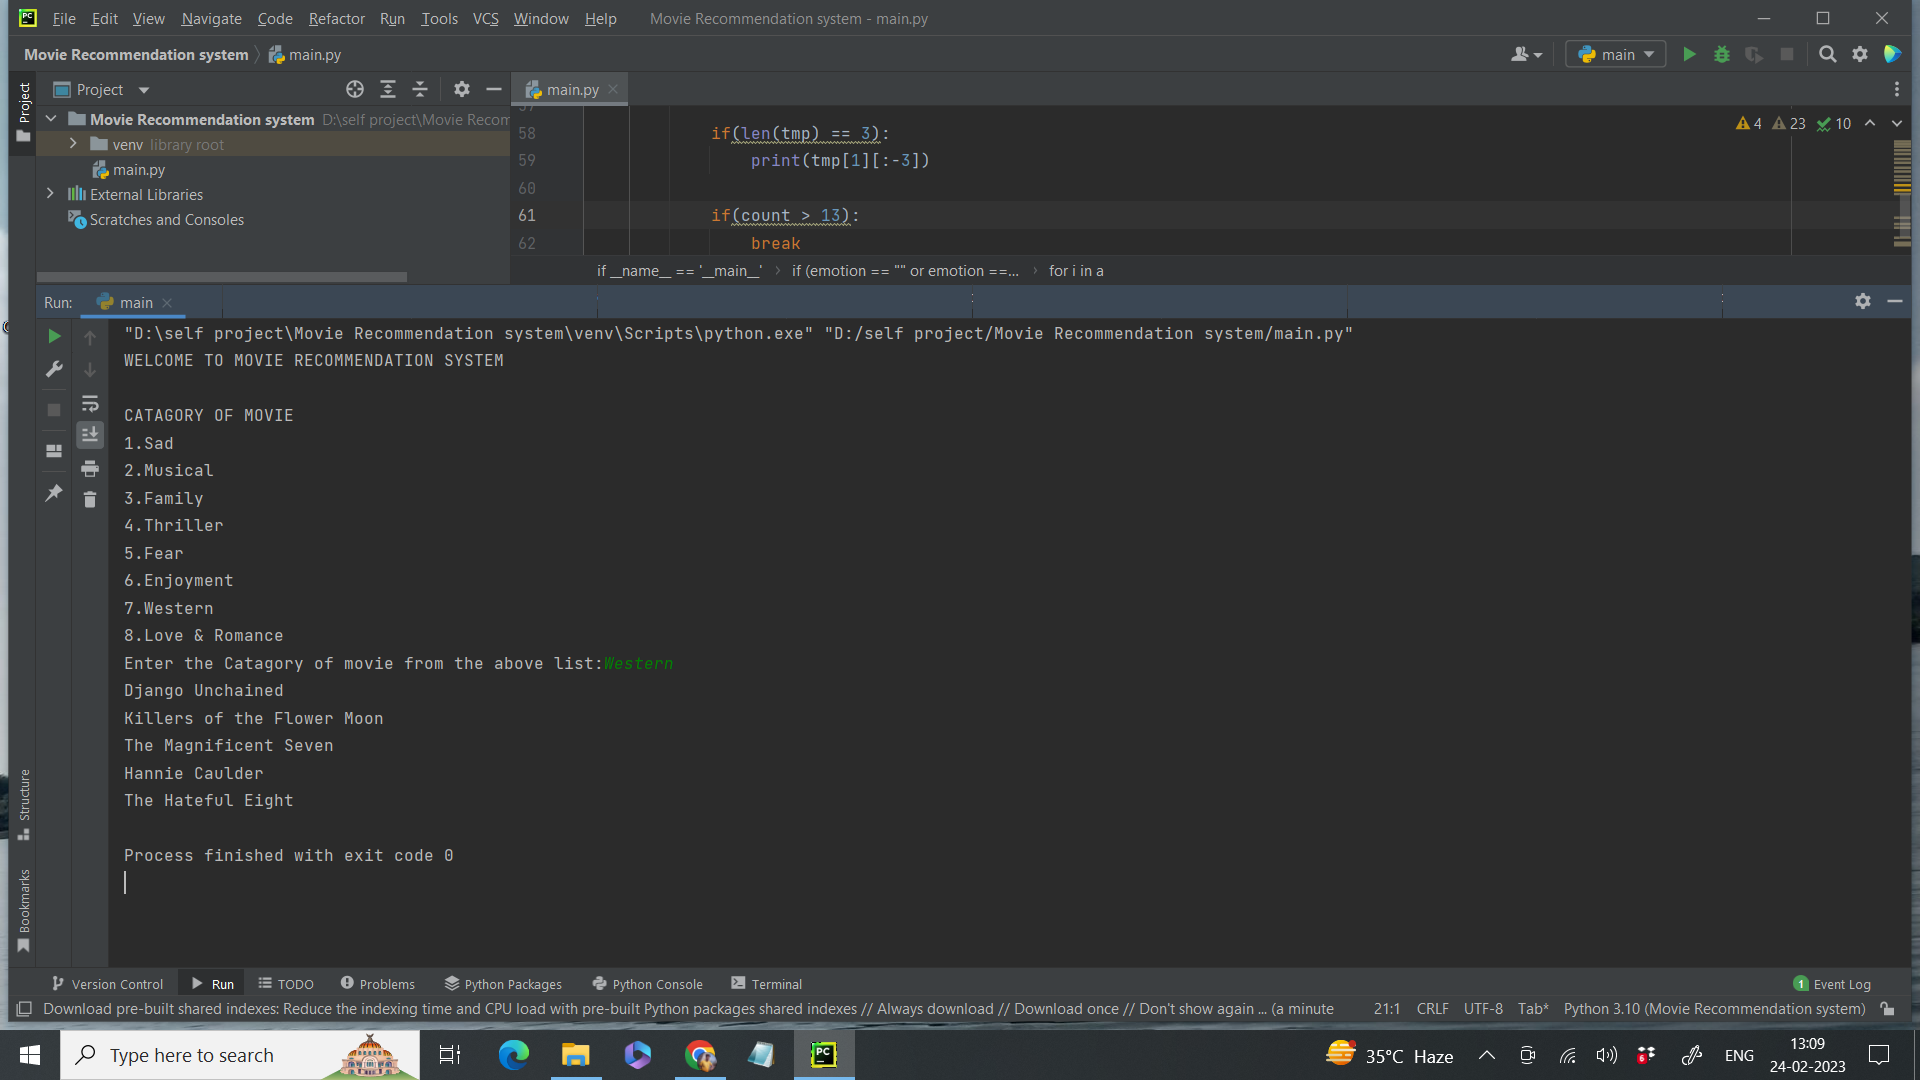 File Edit View Navigate Code Refactor Run Tools VCS Window Help Movie Recommendation system - main.py
Movie Recommendation system main.py
main
Project
Project
main.py
Movie Recommendation system D:\self project\Movie Recom
venv library root
main.py
External Libraries
Scratches and Consoles
57
58 if(len(tmp) == 3):
59 print(tmp[1][:-3])
60
61 if(count > 13):
62 break
4 23 10
if __name__ == '__main__' if (emotion == "" or emotion ==... for i in a
Run: main
"D:\self project\Movie Recommendation system\venv\Scripts\python.exe" "D:/self project/Movie Recommendation system/main.py"
WELCOME TO MOVIE RECOMMENDATION SYSTEM
CATAGORY OF MOVIE
1.Sad
2.Musical
3.Family
4.Thriller
5.Fear
6.Enjoyment
7.Western
8.Love & Romance
Enter the Catagory of movie from the above list:Western
Django Unchained
Killers of the Flower Moon
The Magnificent Seven
Hannie Caulder
The Hateful Eight
Process finished with exit code 0
Structure
Bookmarks
Version Control Run TODO Problems Python Packages Python Console Terminal 1 Event Log
Download pre-built shared indexes: Reduce the indexing time and CPU load with pre-built Python packages shared indexes // Always download // Download once // Don't show again ... (a minute 21:1 CRLF UTF-8 Tab* Python 3.10 (Movie Recommendation system)
Type here to search
PC
35°C Haze
6
ENG
13:09
24-02-2023